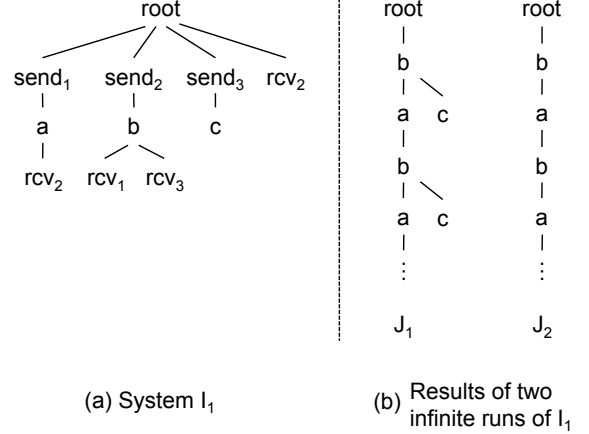 root
send₁ send₂ send₃ rcv₂
a b c
rcv₂ rcv₁ rcv₃
(a) System I₁
root root
b b
a c a
b b
a c a
⋮ ⋮
J₁ J₂
(b) Results of two
infinite runs of I₁